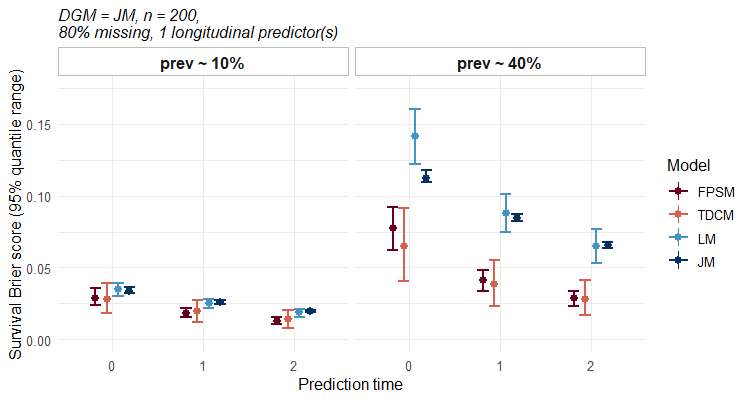 DGM = JM, n = 200,
80% missing, 1 longitudinal predictor(s)
prev ~ 10%
prev ~ 40%
Survival Brier score (95% quantile range)
0.15
0.10
0.05
0.00
0
1
2
0
1
2
Prediction time
Model
FPSM
TDCM
LM
JM